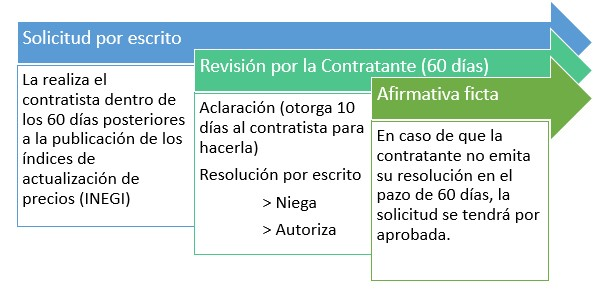 Solicitud por escrito
La realiza el
contratista dentro de
los 60 días posteriores
a la publicación de los
índices de
actualización de
precios (INEGI)
Revisión por la Contratante (60 días)
Aclaración (otorga 10
días al contratista para
hacerla)
Resolución por escrito
> Niega
> Autoriza
Afirmativa ficta
En caso de que la
contratante no emita
su resolución en el
pazo de 60 días, la
solicitud se tendrá por
aprobada.